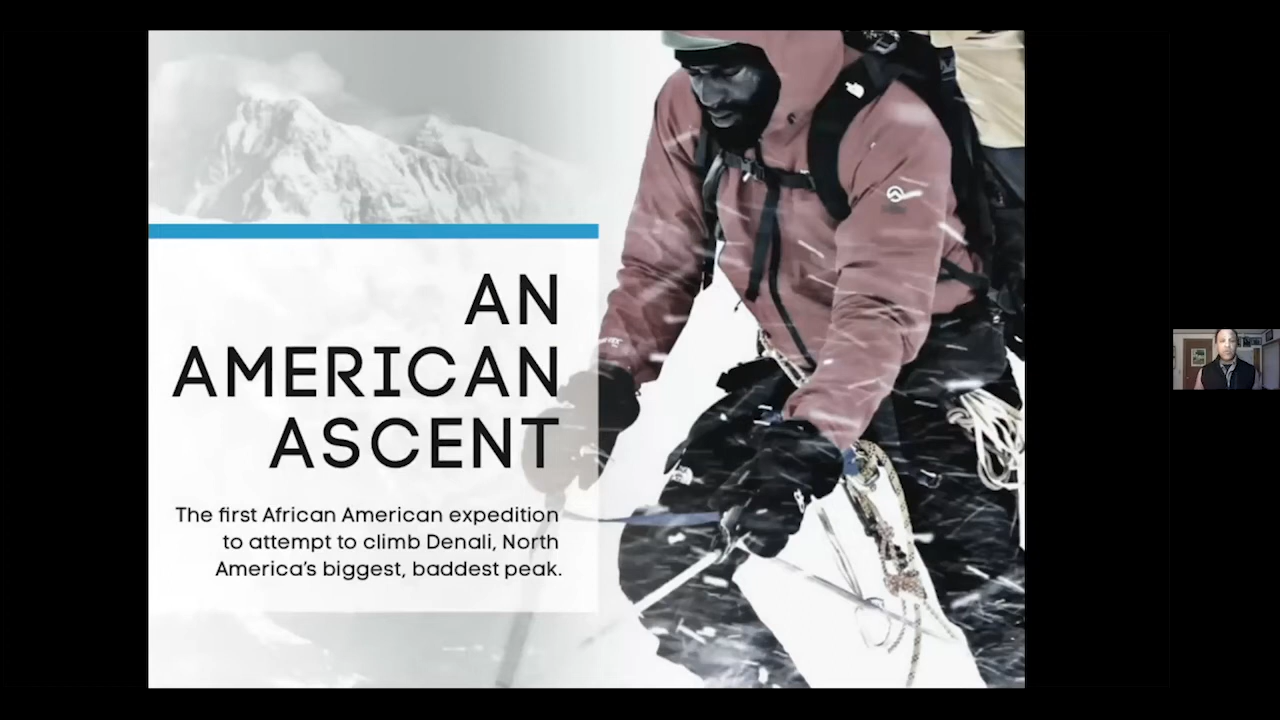 AN
AMERICAN
ASCENT
The first African American expedition
to attempt to climb Denali, North
America's biggest, baddest peak.